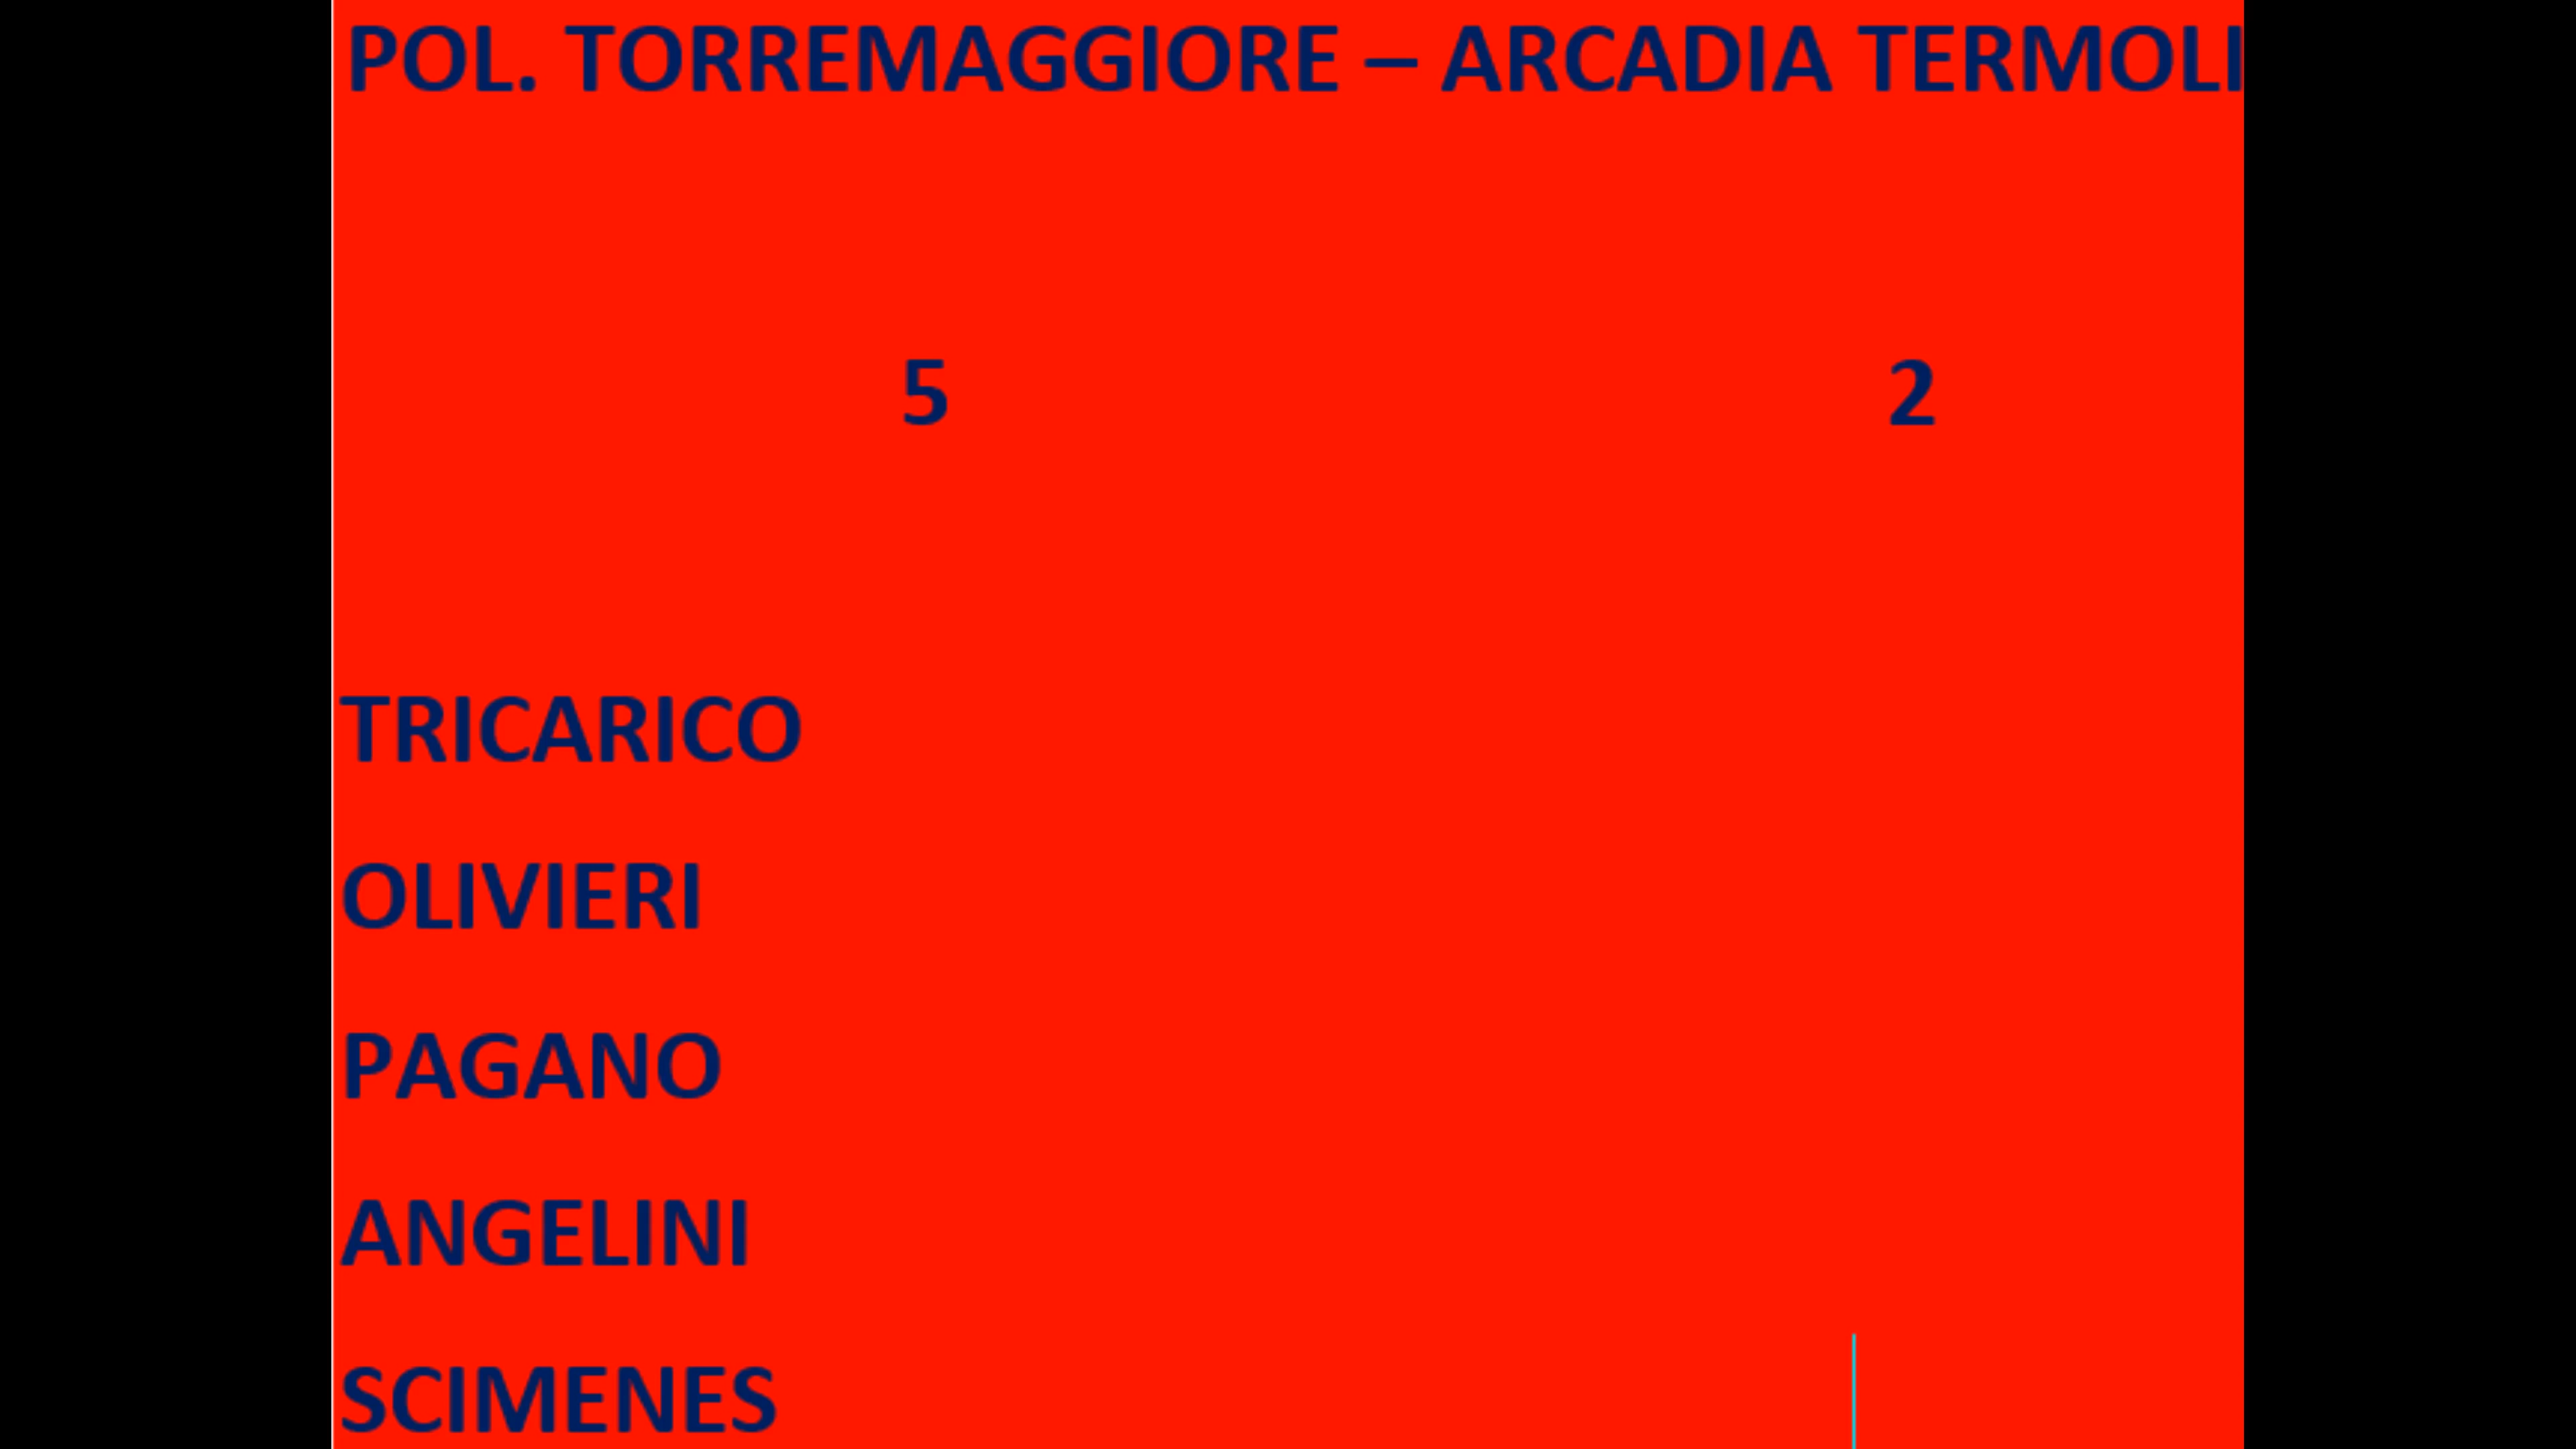 POL. TORREMAGGIORE – ARCADIA TERMOLI
5 2
TRICARICO
OLIVIERI
PAGANO
ANGELINI
SCIMENES